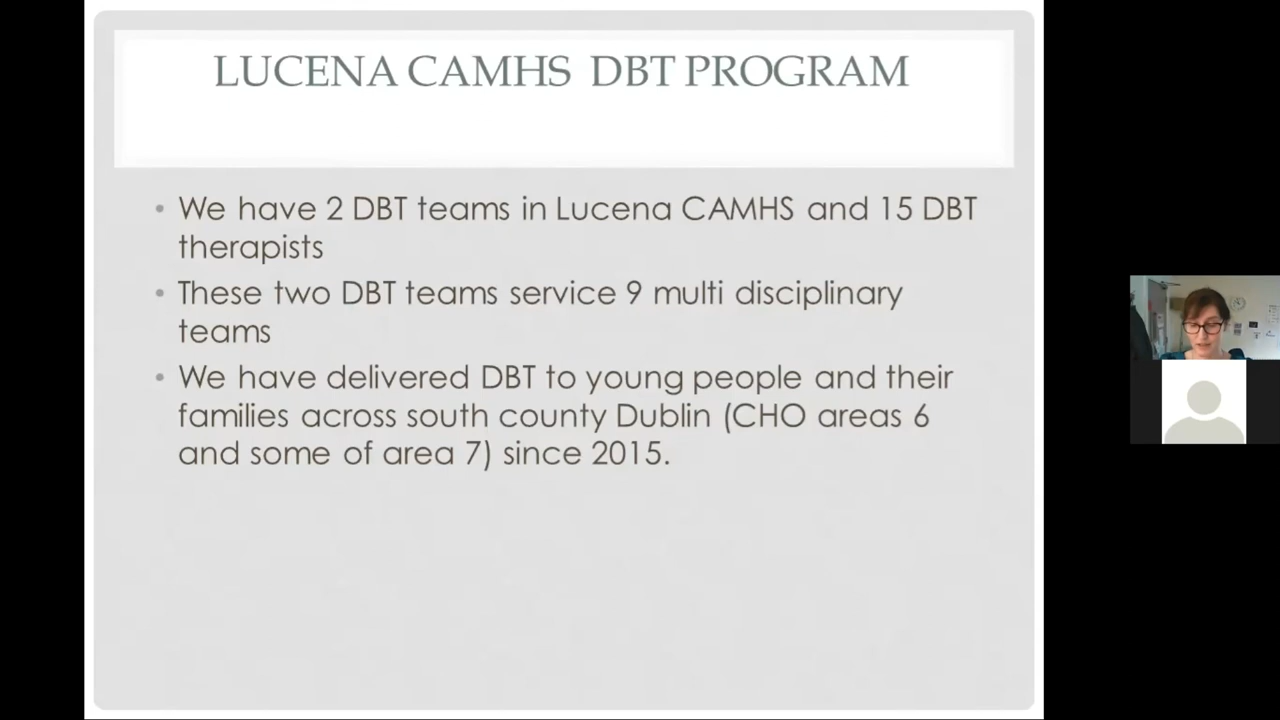 LUCENA CAMHS DBT PROGRAM
• We have 2 DBT teams in Lucena CAMHS and 15 DBT
therapists
• These two DBT teams service 9 multi disciplinary
teams
• We have delivered DBT to young people and their
families across south county Dublin (CHO areas 6
and some of area 7) since 2015.